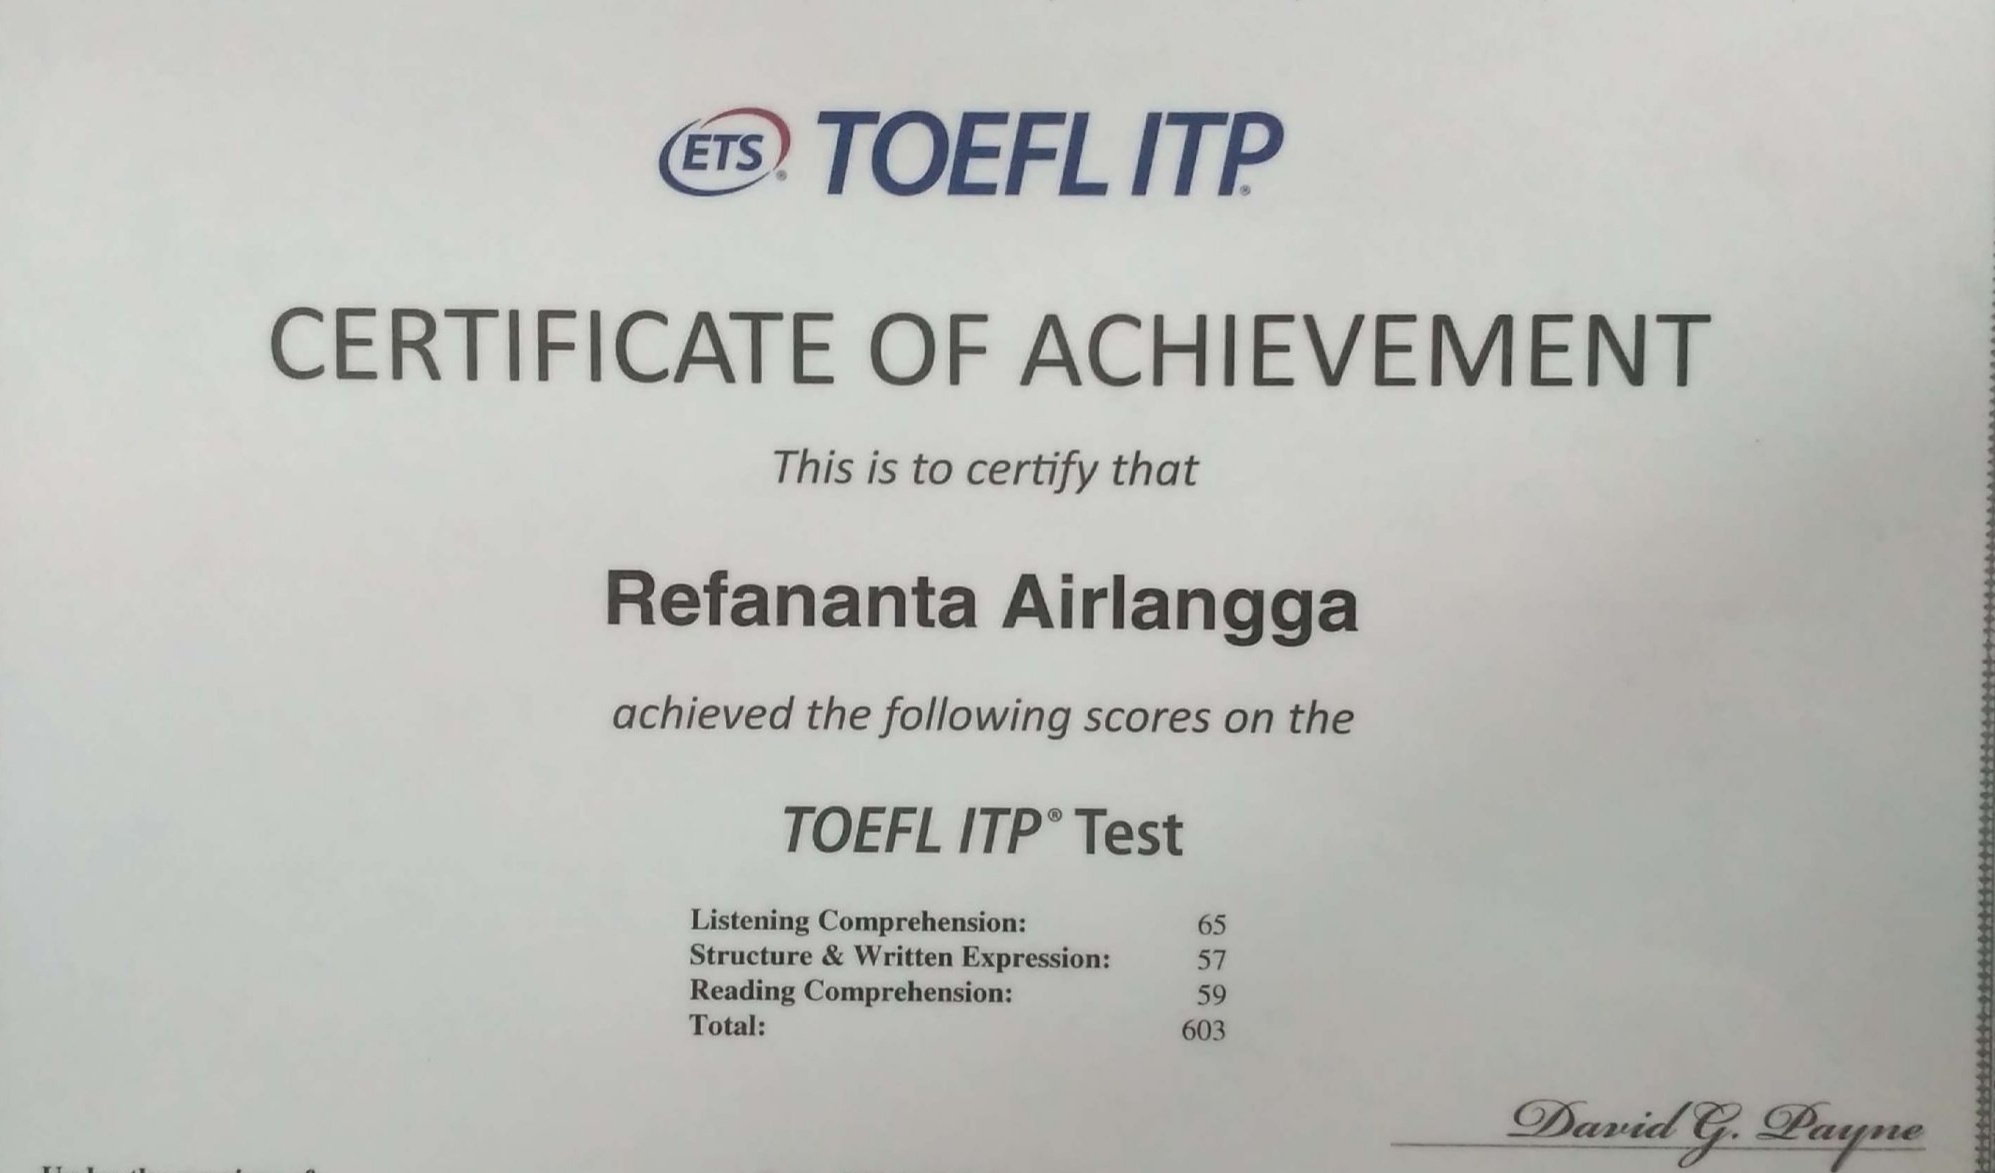 ETS® TOEFL ITP®
CERTIFICATE OF ACHIEVEMENT
This is to certify that
Refananta Airlangga
achieved the following scores on the
TOEFL ITP® Test
Listening Comprehension: 65
Structure & Written Expression: 57
Reading Comprehension: 59
Total: 603
David G. Payne